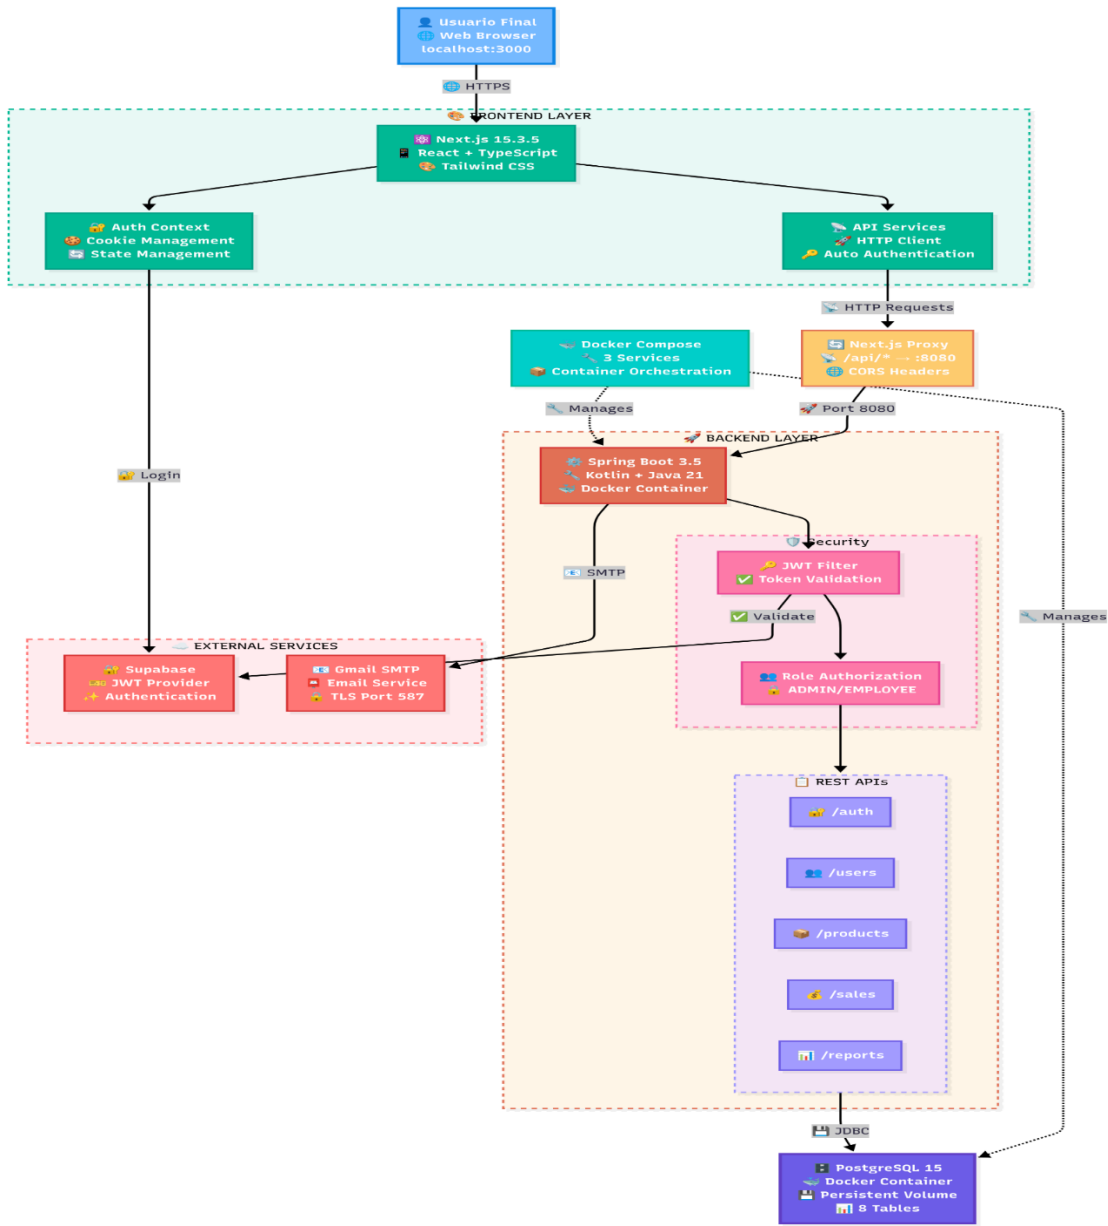 👤 Usuario Final
🌐 Web Browser
localhost:3000
🌐 HTTPS
🎨 FRONTEND LAYER
⚛️ Next.js 15.3.5
📱 React + TypeScript
🎨 Tailwind CSS
🔐 Auth Context
🍪 Cookie Management
🔄 State Management
📡 API Services
🚀 HTTP Client
🔑 Auto Authentication
📡 HTTP Requests
🐳 Docker Compose
🔧 3 Services
📦 Container Orchestration
🔄 Next.js Proxy
📡 /api/* → :8080
🌐 CORS Headers
🔧 Manages
🚀 Port 8080
🚀 BACKEND LAYER
⚙️ Spring Boot 3.5
🔧 Kotlin + Java 21
🐳 Docker Container
🔐 Login
🛡️ Security
🔑 JWT Filter
✅ Token Validation
📧 SMTP
✅ Validate
🔧 Manages
☁️ EXTERNAL SERVICES
🔐 Supabase
🎫 JWT Provider
✨ Authentication
📧 Gmail SMTP
📮 Email Service
🔒 TLS Port 587
👥 Role Authorization
🔒 ADMIN/EMPLOYEE
📋 REST APIs
🔐 /auth
👥 /users
📦 /products
💰 /sales
📊 /reports
💾 JDBC
🗄️ PostgreSQL 15
🐳 Docker Container
💾 Persistent Volume
📊 8 Tables